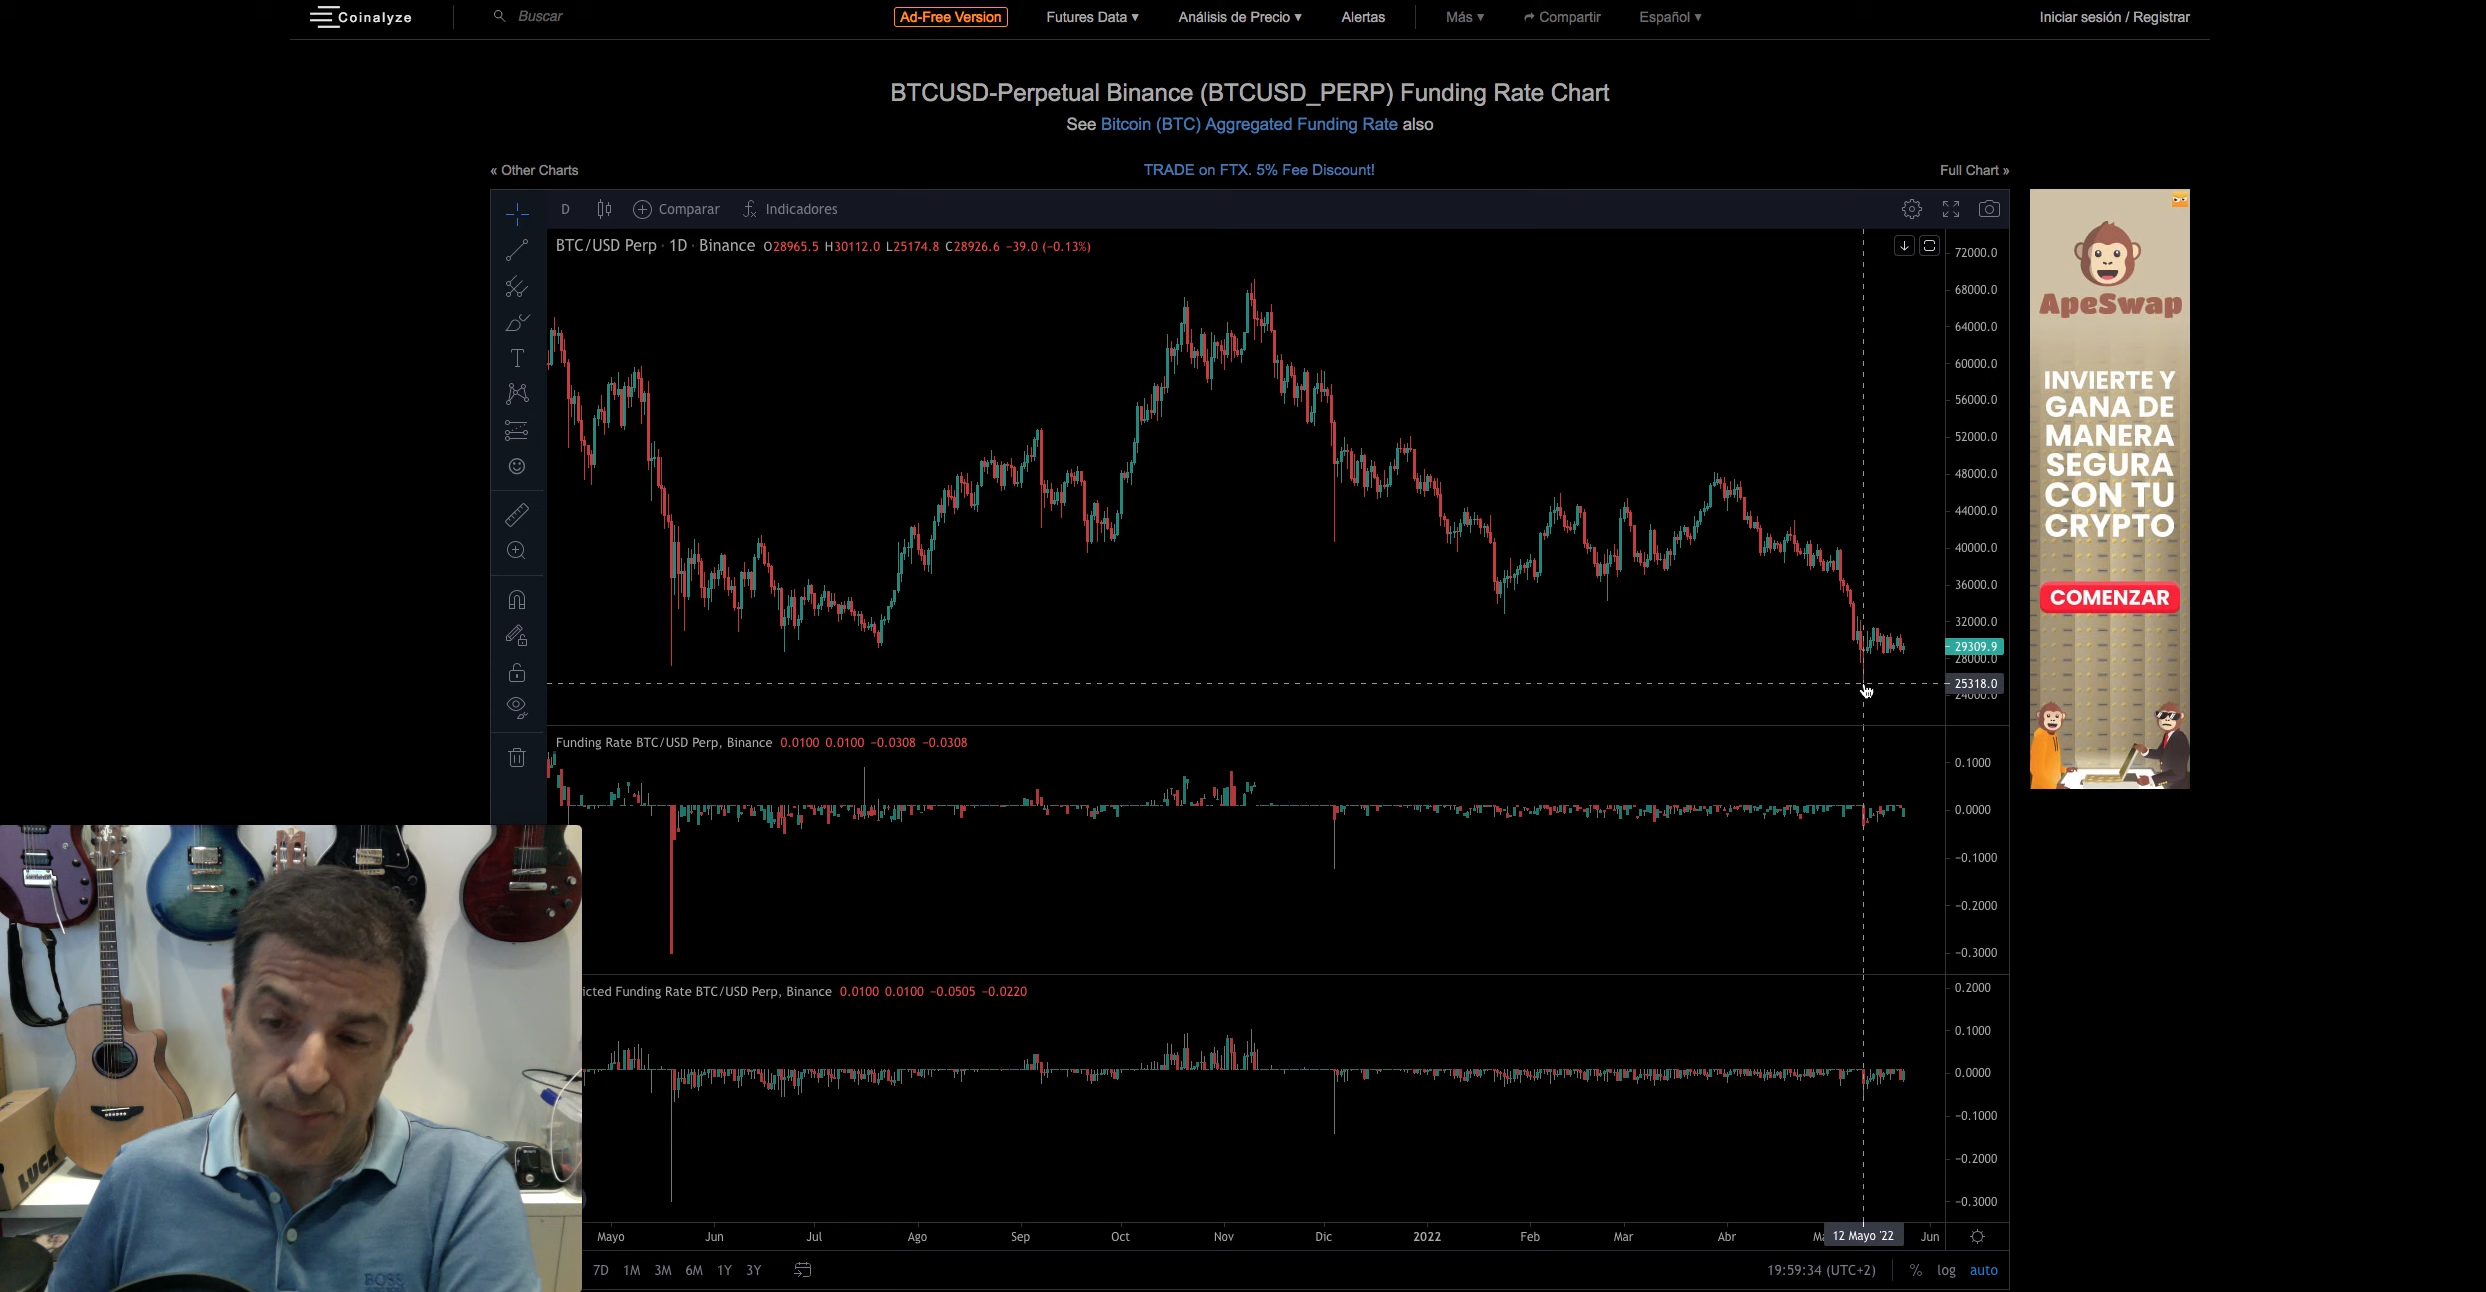 Coinalyze
Buscar
Ad-Free Version
Futures Data ▾
Análisis de Precio ▾
Alertas
Más ▾
Compartir
Español ▾
Iniciar sesión / Registrar
BTCUSD-Perpetual Binance (BTCUSD_PERP) Funding Rate Chart
See Bitcoin (BTC) Aggregated Funding Rate also
« Other Charts
TRADE on FTX. 5% Fee Discount!
Full Chart »
D
Comparar
Indicadores
BTC/USD Perp · 1D · Binance O28965.5 H30112.0 L25174.8 C28926.6 −39.0 (−0.13%)
72000.0
68000.0
64000.0
60000.0
56000.0
52000.0
48000.0
44000.0
40000.0
36000.0
32000.0
29309.9
28000.0
25318.0
24000.0
ApeSwap
INVIERTE Y
GANA DE
MANERA
SEGURA
CON TU
CRYPTO
COMENZAR
Funding Rate BTC/USD Perp, Binance 0.0100 0.0100 −0.0308 −0.0308
0.1000
0.0000
−0.1000
−0.2000
−0.3000
icted Funding Rate BTC/USD Perp, Binance 0.0100 0.0100 −0.0505 −0.0220
0.2000
0.1000
0.0000
−0.1000
−0.2000
−0.3000
Mayo Jun Jul Ago Sep Oct Nov Dic 2022 Feb Mar Abr Ma 12 Mayo '22 Jun
7D 1M 3M 6M 1Y 3Y
19:59:34 (UTC+2)
% log auto
LUCK
BOSS